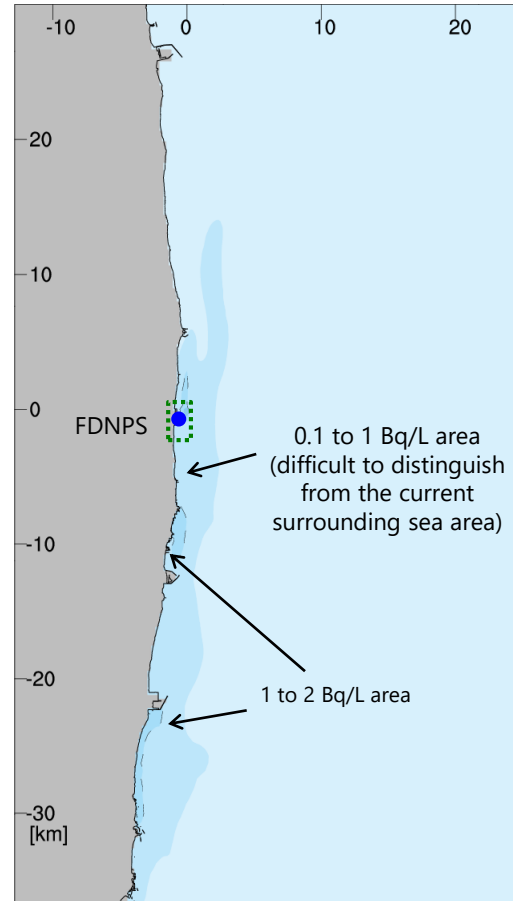 -10 0 10 20
20
10
0
FDNPS
0.1 to 1 Bq/L area
(difficult to distinguish
from the current
surrounding sea area)
-10
-20
1 to 2 Bq/L area
-30
[km]